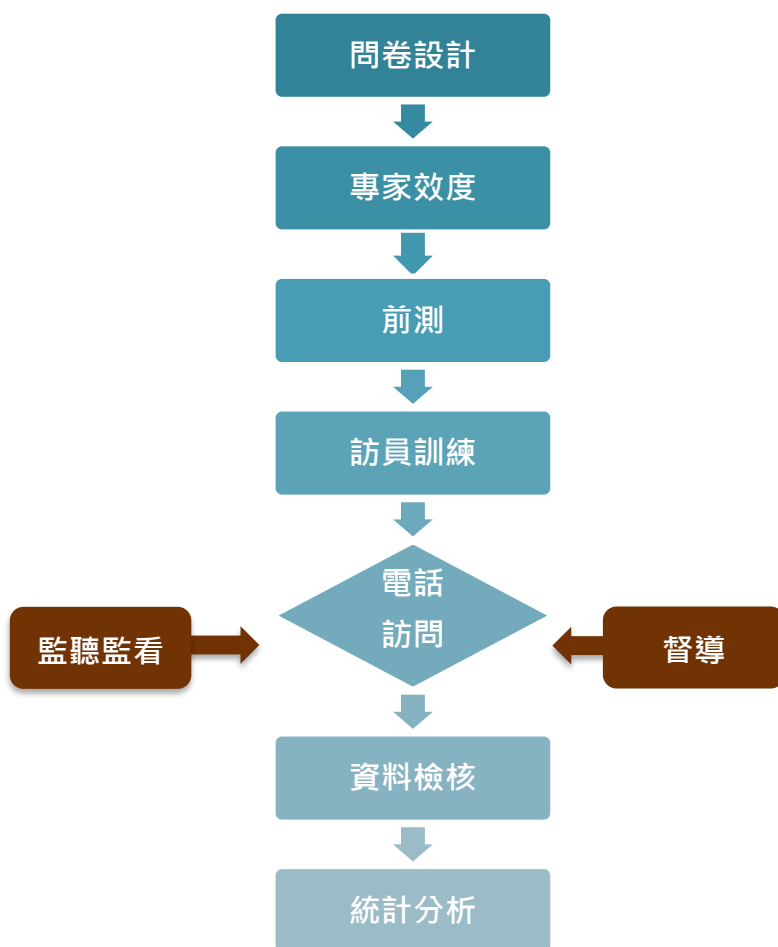 問卷設計
專家效度
前測
訪員訓練
電話
訪問
監聽監看
督導
資料檢核
統計分析